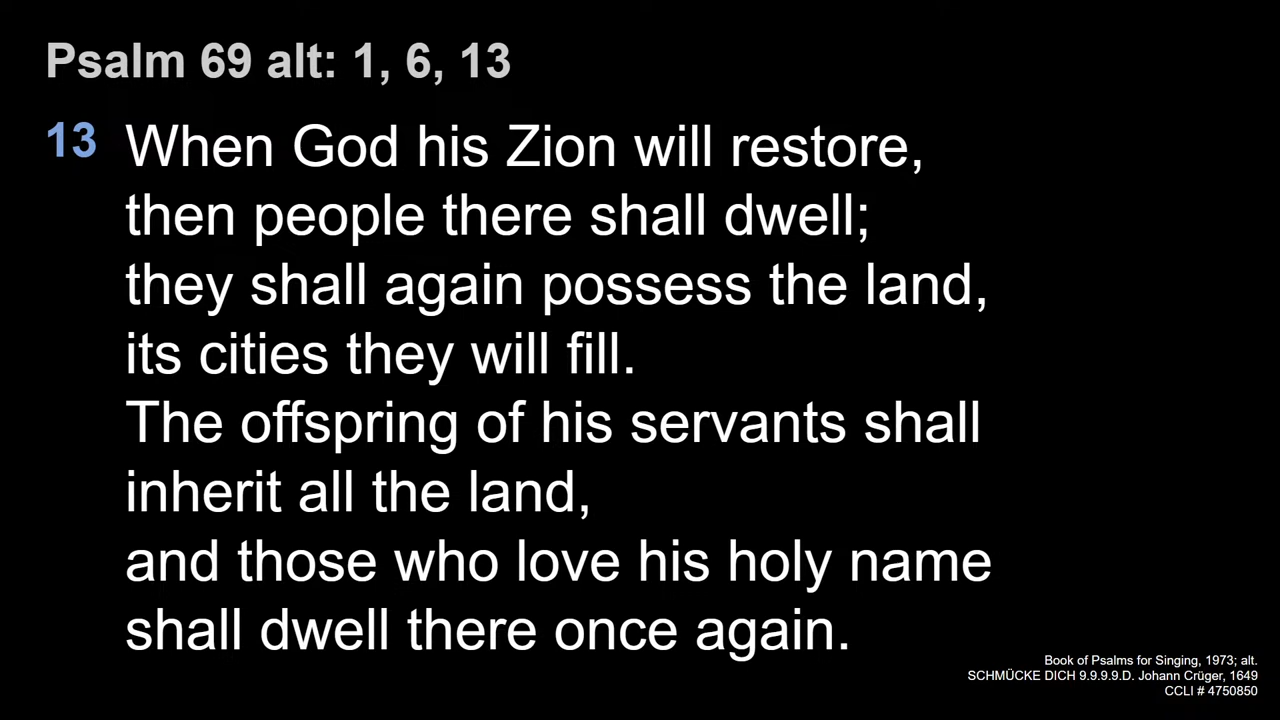 Psalm 69 alt: 1, 6, 13
13 When God his Zion will restore,
then people there shall dwell;
they shall again possess the land,
its cities they will fill.
The offspring of his servants shall
inherit all the land,
and those who love his holy name
shall dwell there once again.
Book of Psalms for Singing, 1973; alt.
SCHMÜCKE DICH 9.9.9.9.D. Johann Crüger, 1649
CCLI # 4750850